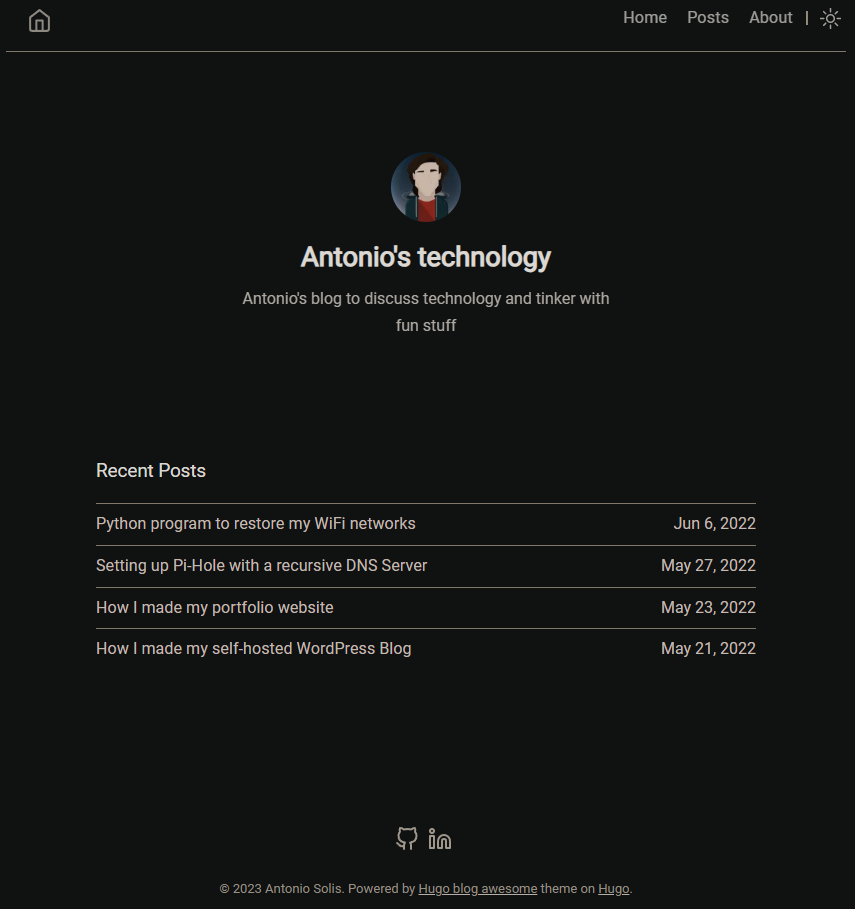 Home Posts About |
Antonio's technology
Antonio's blog to discuss technology and tinker with
fun stuff
Recent Posts
Python program to restore my WiFi networks Jun 6, 2022
Setting up Pi-Hole with a recursive DNS Server May 27, 2022
How I made my portfolio website May 23, 2022
How I made my self-hosted WordPress Blog May 21, 2022
© 2023 Antonio Solis. Powered by Hugo blog awesome theme on Hugo.